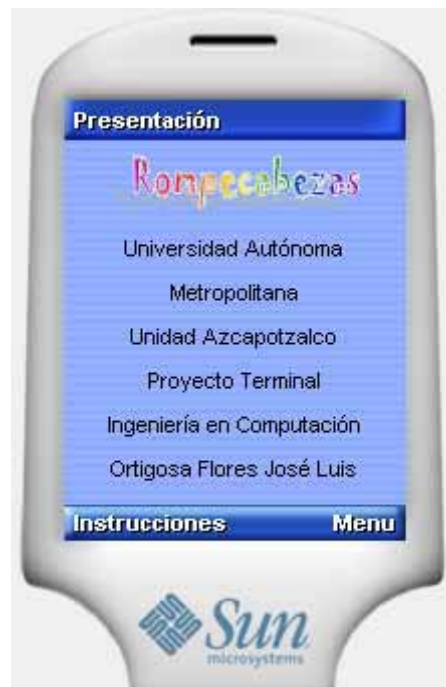 Presentación
Rompecabezas
Universidad Autónoma
Metropolitana
Unidad Azcapotzalco
Proyecto Terminal
Ingeniería en Computación
Ortigosa Flores José Luis
Instrucciones Menu
Sun
microsystems